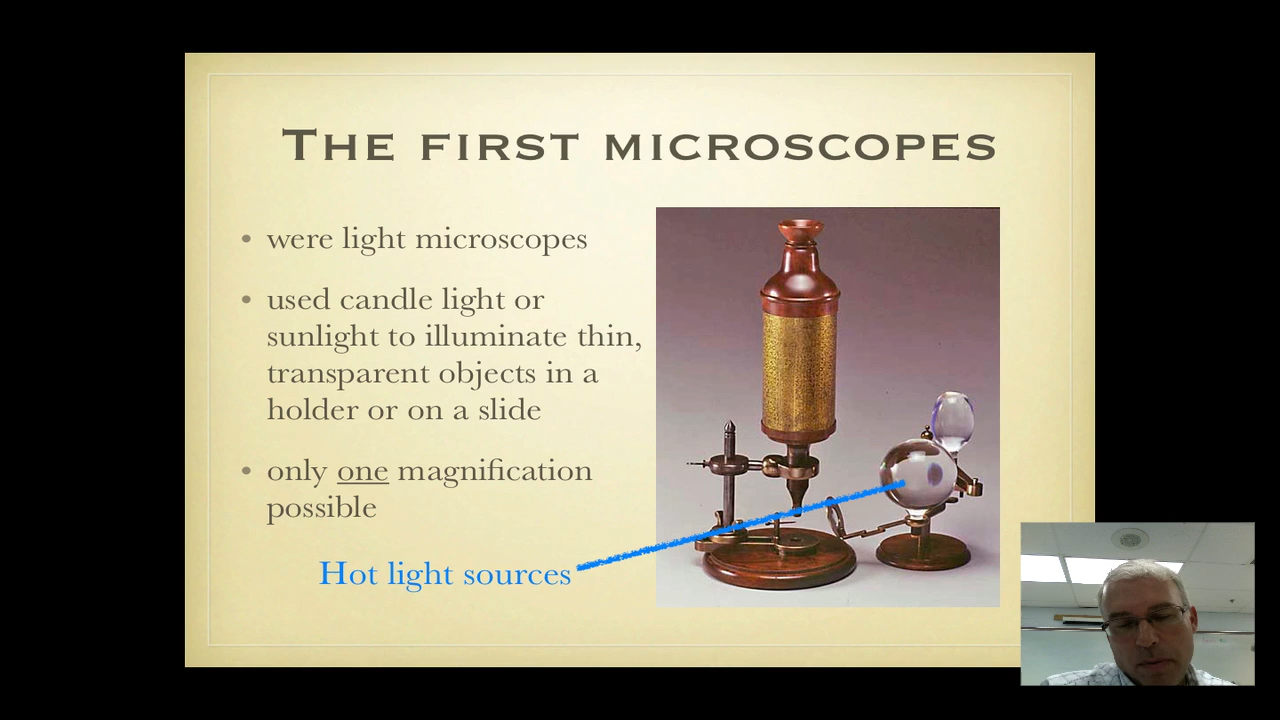 THE FIRST MICROSCOPES
• were light microscopes
• used candle light or
sunlight to illuminate thin,
transparent objects in a
holder or on a slide
• only one magnification
possible
Hot light sources